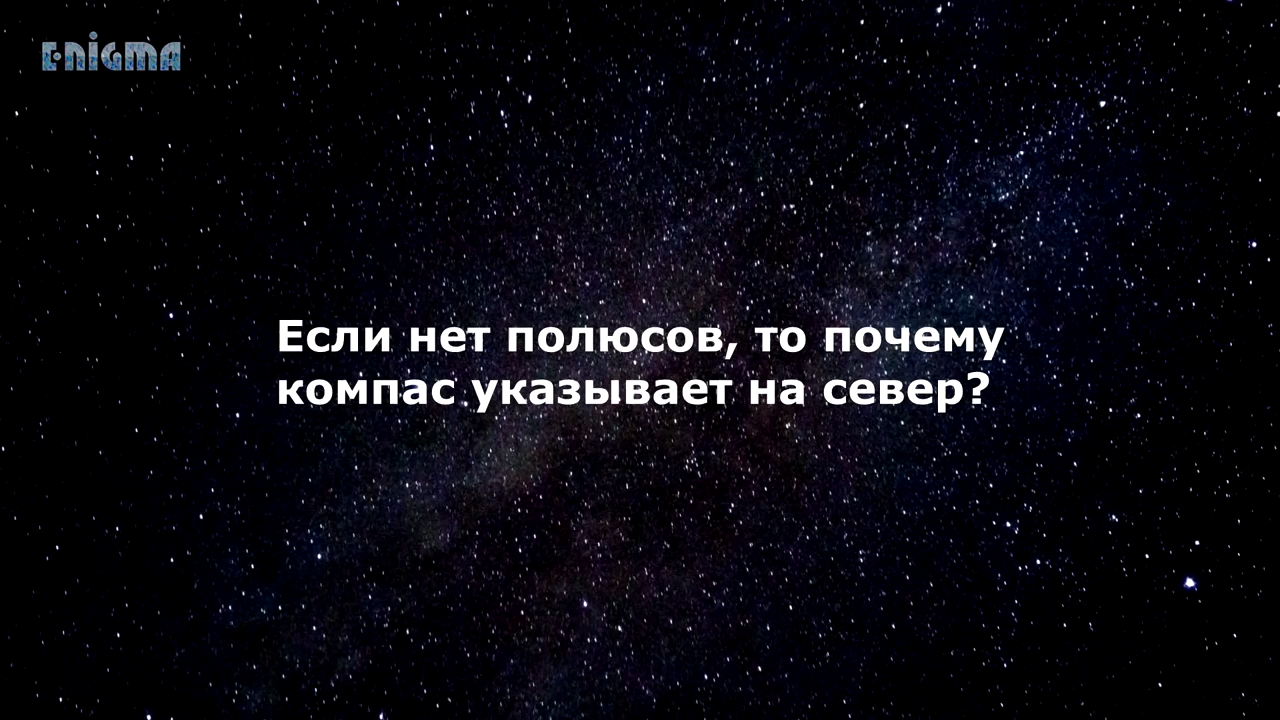 ENIGMA
Если нет полюсов, то почему
компас указывает на север?